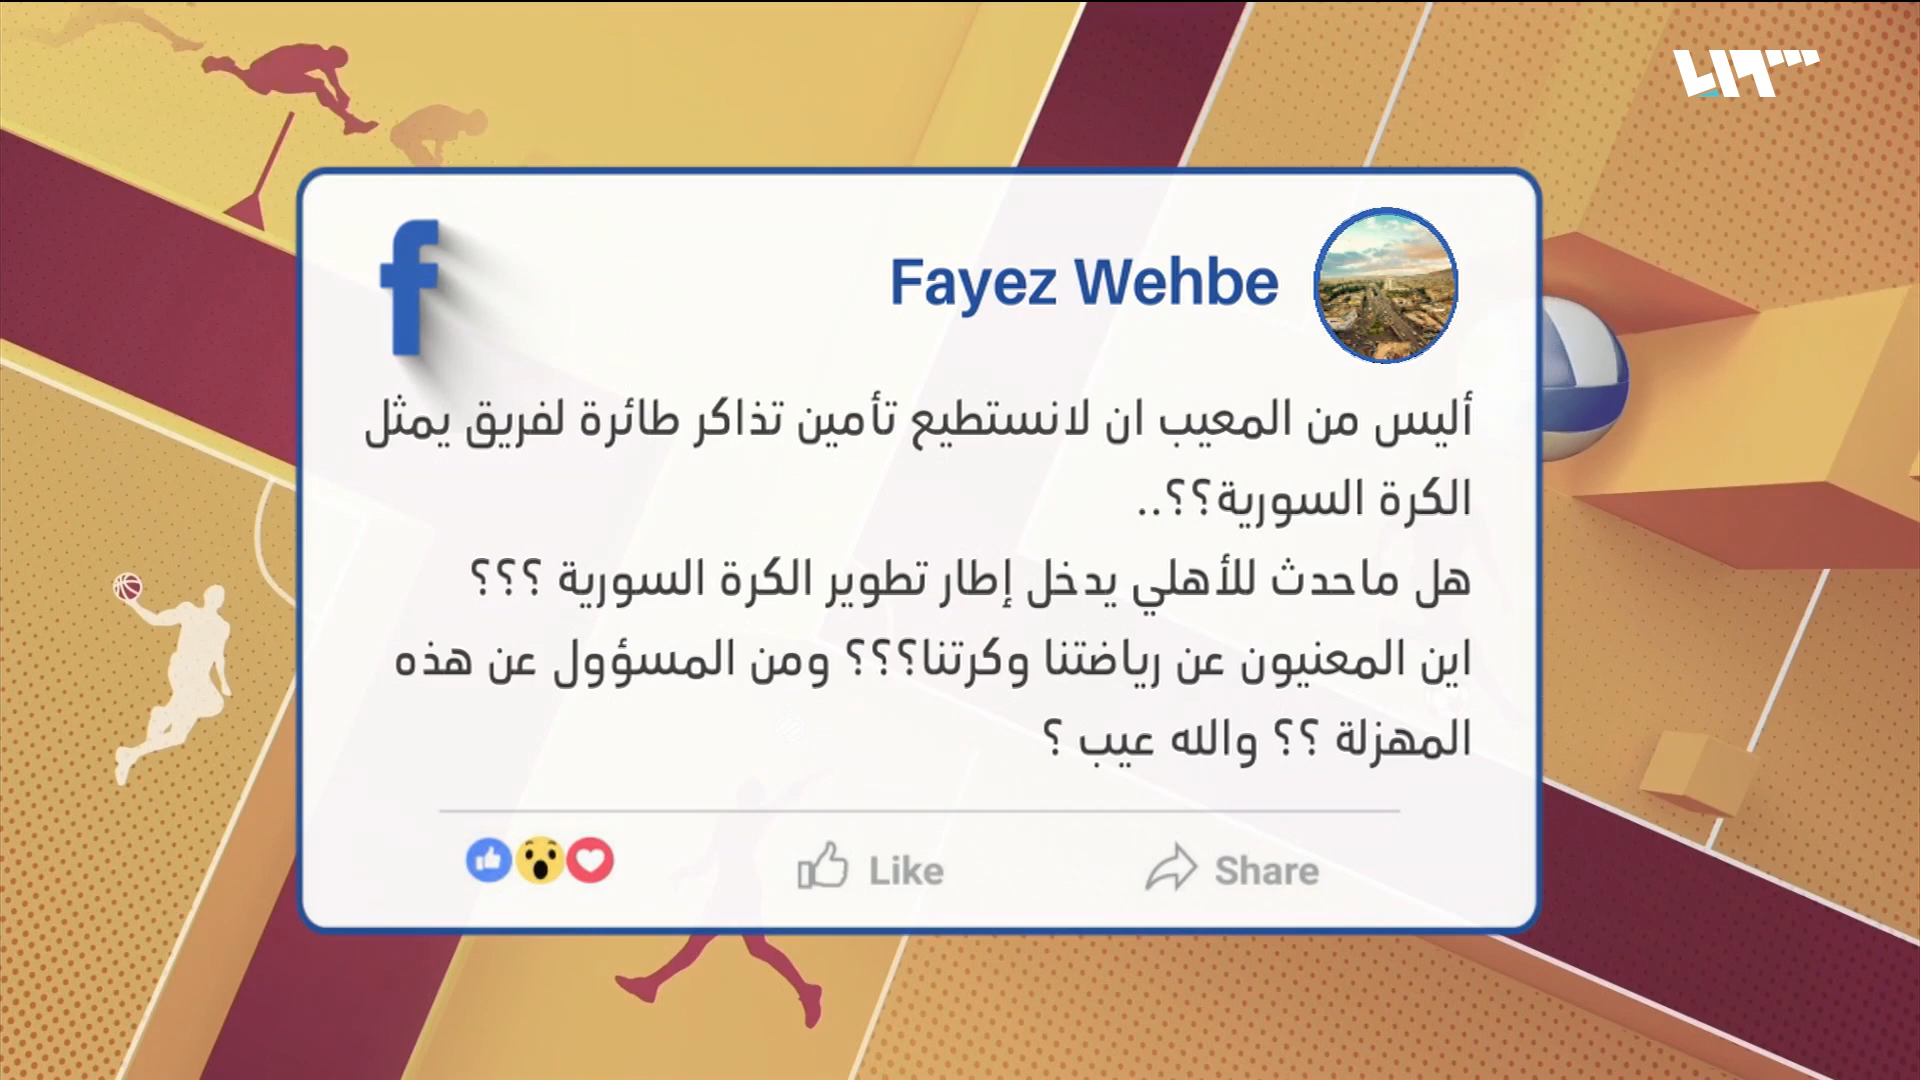 Fayez Wehbe
أليس من المعيب ان لانستطيع تأمين تذاكر طائرة لفريق يمثل
الكرة السورية؟؟..
هل ماحدث للأهلي يدخل إطار تطوير الكرة السورية ؟؟؟
اين المعنيون عن رياضتنا وكرتنا؟؟؟ ومن المسؤول عن هذه
المهزلة ؟؟ والله عيب ؟
Like
Share